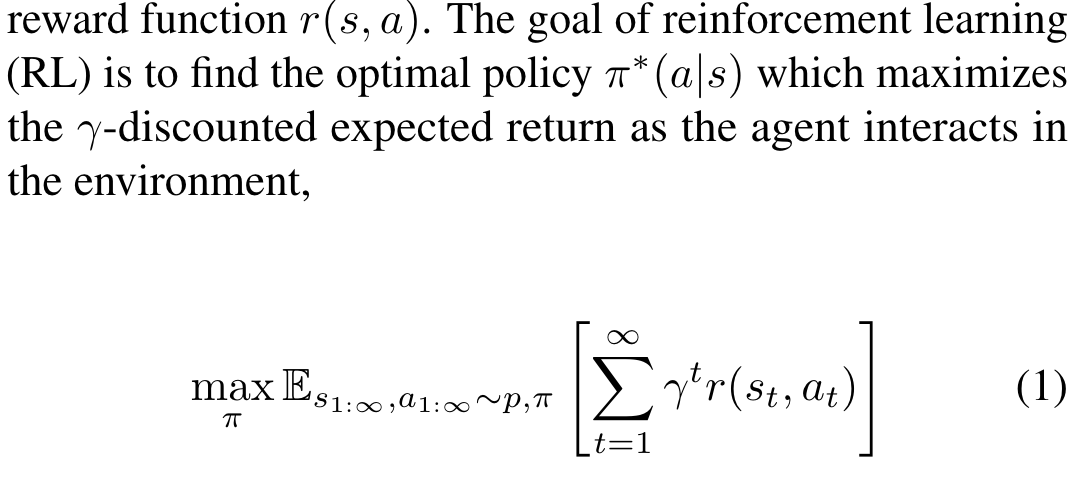 reward function r(s, a). The goal of reinforcement learning
(RL) is to find the optimal policy π*(a|s) which maximizes
the γ-discounted expected return as the agent interacts in
the environment,
max_π 𝔼_{s_{1:∞},a_{1:∞}∼p,π} [∑_{t=1}^{∞} γ^t r(s_t, a_t)] (1)